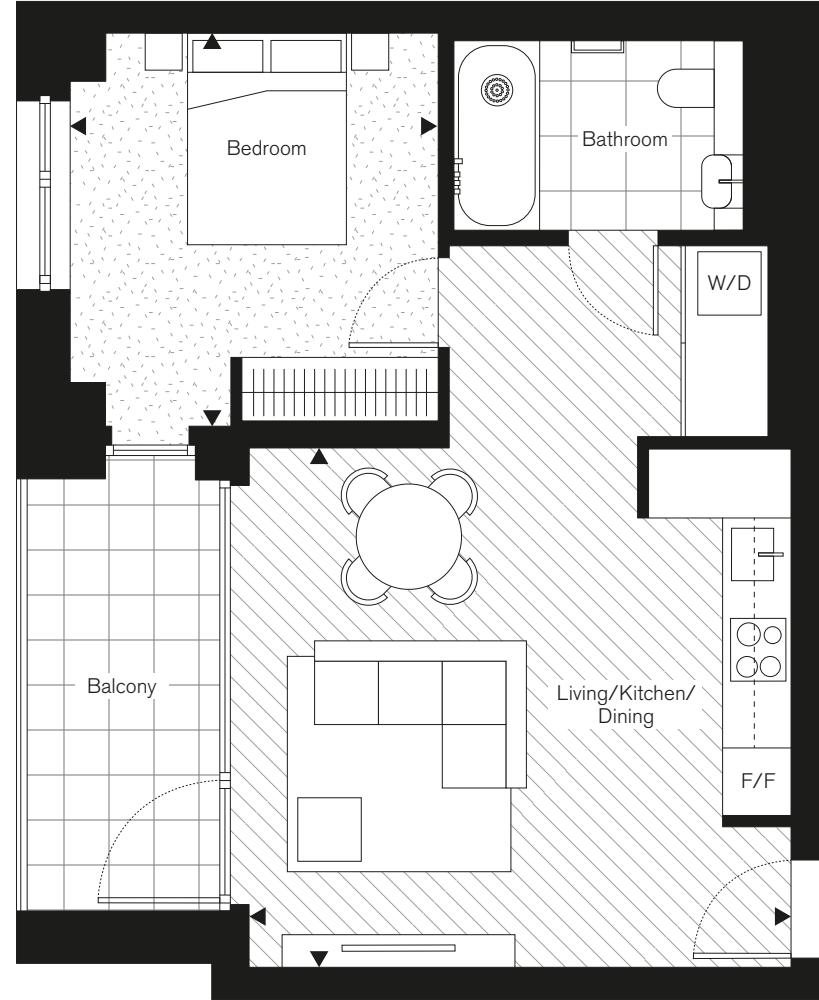 Bedroom
Bathroom
W/D
Balcony
Living/Kitchen/
Dining
F/F